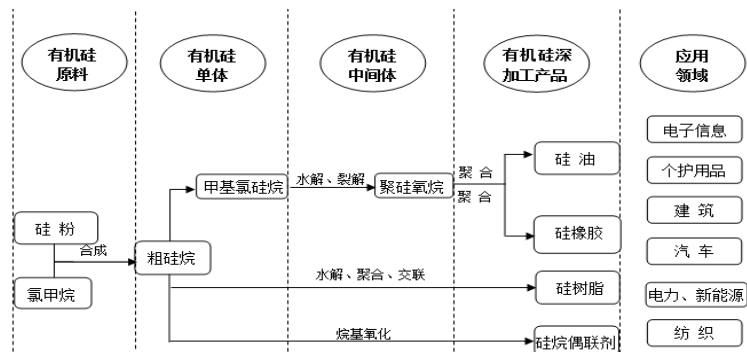 有机硅
原料
有机硅
单体
有机硅
中间体
有机硅深
加工产品
应用
领域
硅粉
氯甲烷
合成
粗硅烷
甲基氯硅烷
水解、裂解
聚硅氧烷
聚合
聚合
硅油
硅橡胶
水解、聚合、交联
硅树脂
烷基氧化
硅烷偶联剂
电子信息
个护用品
建筑
汽车
电力、新能源
纺织